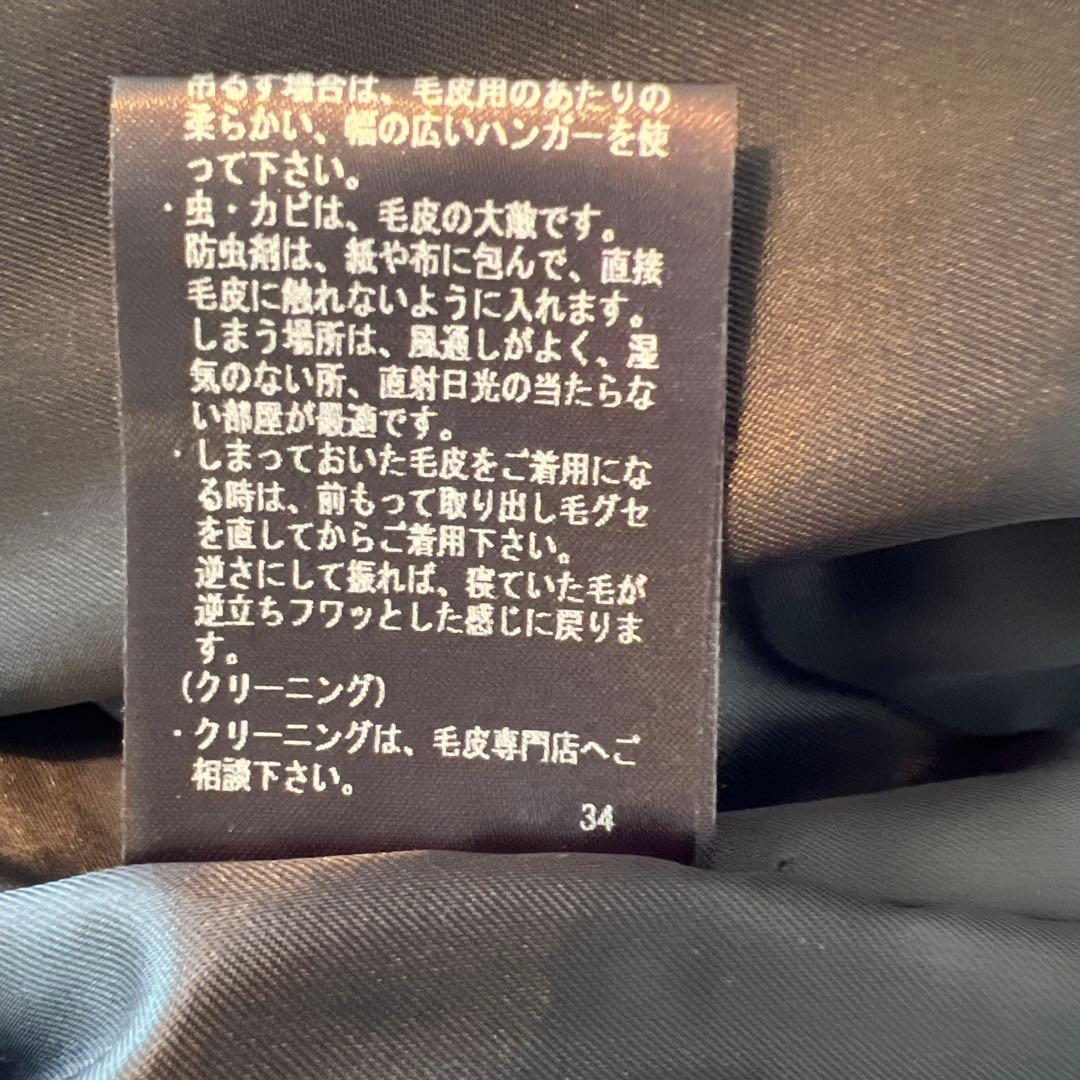 吊るす場合は、毛皮用のあたりの
柔らかい、幅の広いハンガーを使
って下さい。
・虫・カビは、毛皮の大敵です。
防虫剤は、紙や布に包んで、直接
毛皮に触れないように入れます。
しまう場所は、風通しがよく、湿
気のない所、直射日光の当たらな
い部屋が最適です。
・しまっておいた毛皮をご着用にな
る時は、前もって取り出し毛グセ
を直してからご着用下さい。
逆さにして振れば、寝ていた毛が
逆立ちフワッとした感じに戻りま
す。
(クリーニング)
・クリーニングは、毛皮専門店へご
相談下さい。
34